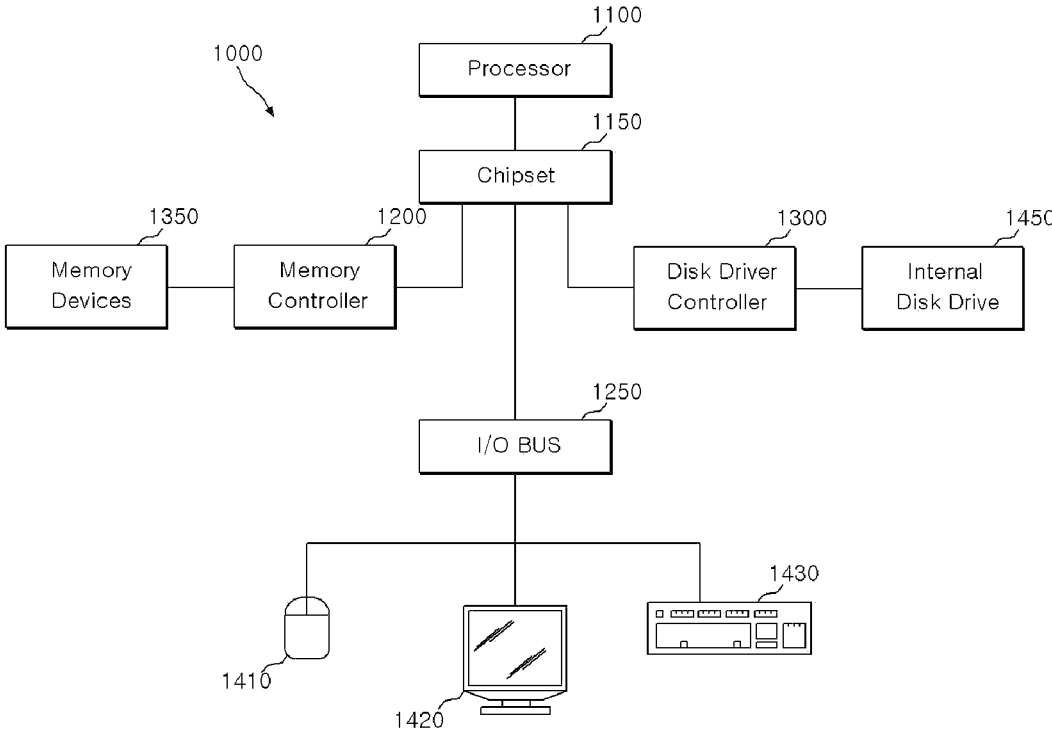 1100
1000
Processor
1150
Chipset
1350
1200
1300
1450
Memory
Devices
Memory
Controller
Disk Driver
Controller
Internal
Disk Drive
1250
I/O BUS
1430
1410
1420